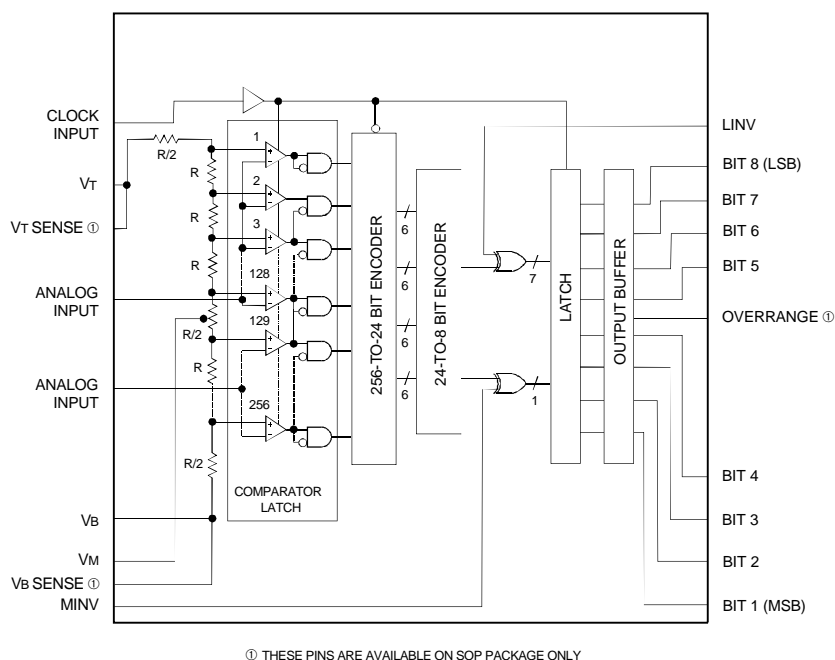 CLOCK
INPUT
VT
VT SENSE ①
ANALOG
INPUT
ANALOG
INPUT
VB
VM
VB SENSE ①
MINV
R/2
R
R
R
R/2
R
R/2
1
2
3
128
129
256
COMPARATOR
LATCH
256-TO-24 BIT ENCODER
6
6
6
6
24-TO-8 BIT ENCODER
7
1
LATCH
OUTPUT BUFFER
LINV
BIT 8 (LSB)
BIT 7
BIT 6
BIT 5
OVERRANGE ①
BIT 4
BIT 3
BIT 2
BIT 1 (MSB)
① THESE PINS ARE AVAILABLE ON SOP PACKAGE ONLY